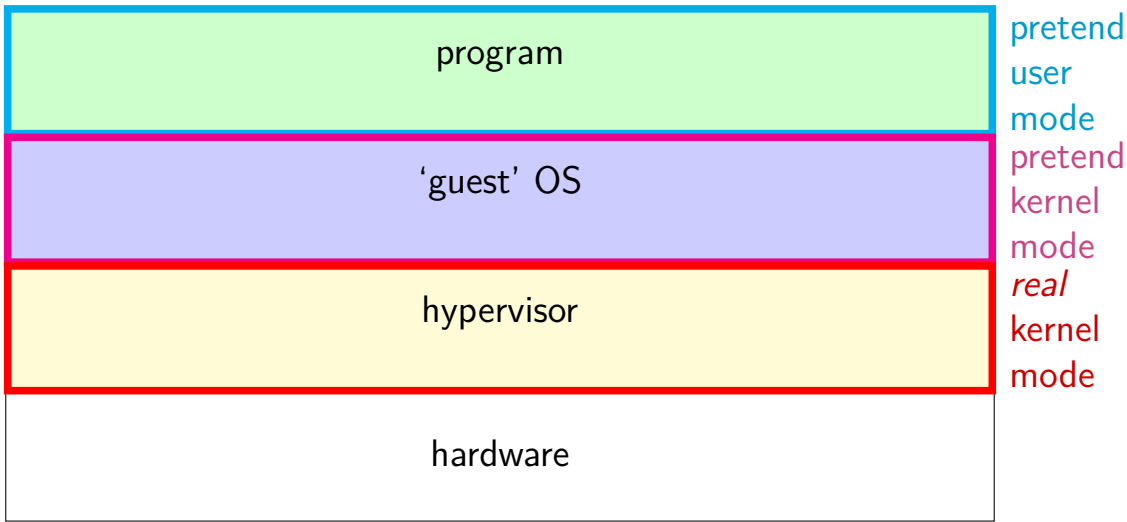 program
pretend
user
mode
‘guest’ OS
pretend
kernel
mode
hypervisor
real
kernel
mode
hardware